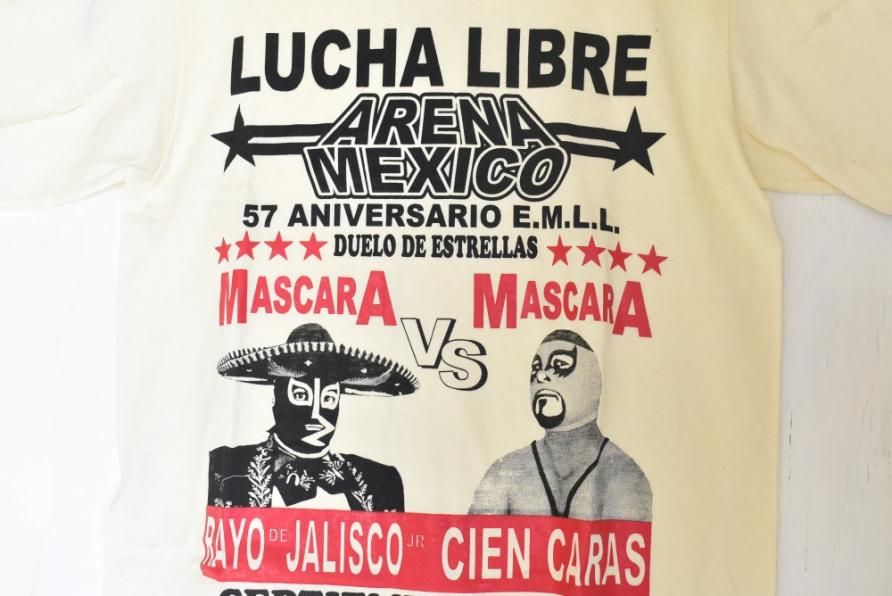 LUCHA LIBRE
ARENA
MEXICO
57 ANIVERSARIO E.M.L.L.
DUELO DE ESTRELLAS
MASCARA VS MASCARA
RAYO DE JALISCO JR CIEN CARAS